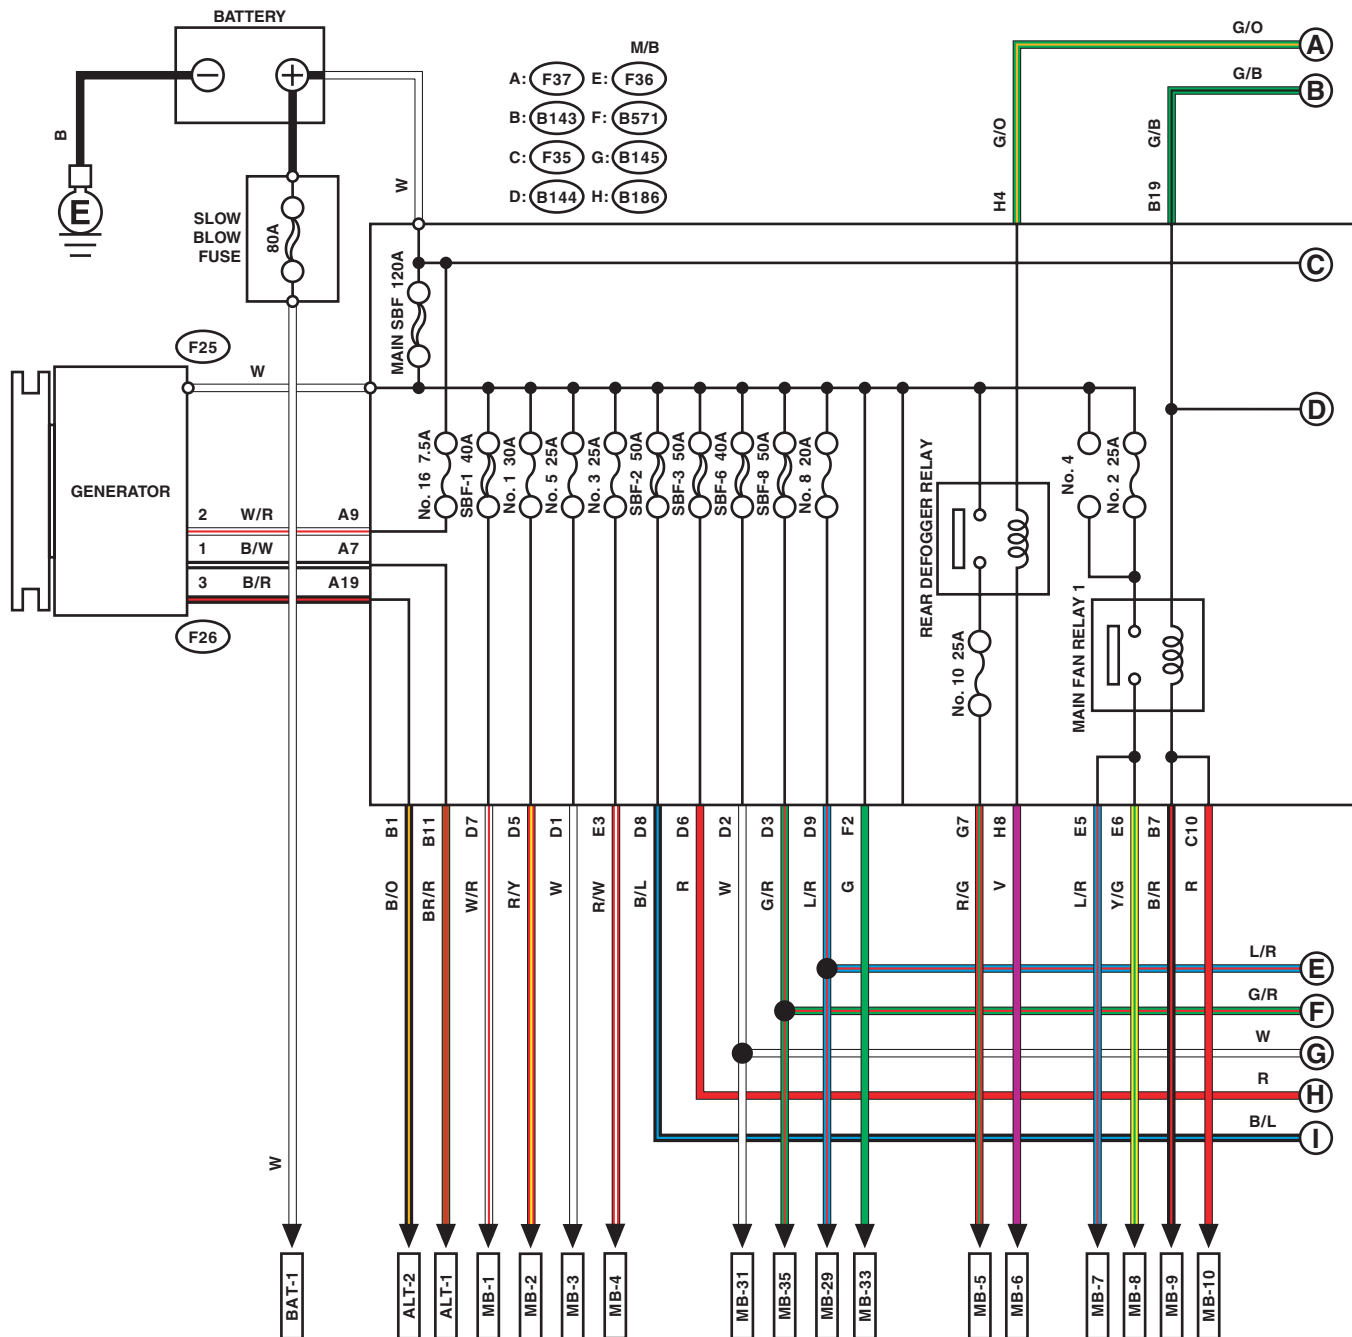 BATTERY
M/B
A: F37 E: F36
B: B143 F: B571
C: F35 G: B145
D: B144 H: B186
G/O
A
G/B
B
B
E
W
SLOW
BLOW
FUSE
80A
G/O
H4
G/B
B19
C
MAIN SBF 120A
F25
W
D
GENERATOR
2 W/R A9
1 B/W A7
3 B/R A19
F26
No. 16 7.5A
SBF-1 40A
No. 1 30A
No. 5 25A
No. 3 25A
SBF-2 50A
SBF-3 50A
SBF-6 40A
SBF-8 50A
No. 8 20A
REAR DEFOGGER RELAY
No. 10 25A
No. 4
No. 2 25A
MAIN FAN RELAY 1
B1 B11 D7 D5 D1 E3 D8 D6 D2 D3 D9 F2 G7 H8 E5 E6 B7 C10
B/O BR/R W/R R/Y W R/W B/L R W G/R L/R G R/G V L/R Y/G B/R R
L/R
E
G/R
F
W
G
R
H
B/L
I
W
BAT-1 ALT-2 ALT-1 MB-1 MB-2 MB-3 MB-4 MB-31 MB-35 MB-29 MB-33 MB-5 MB-6 MB-7 MB-8 MB-9 MB-10